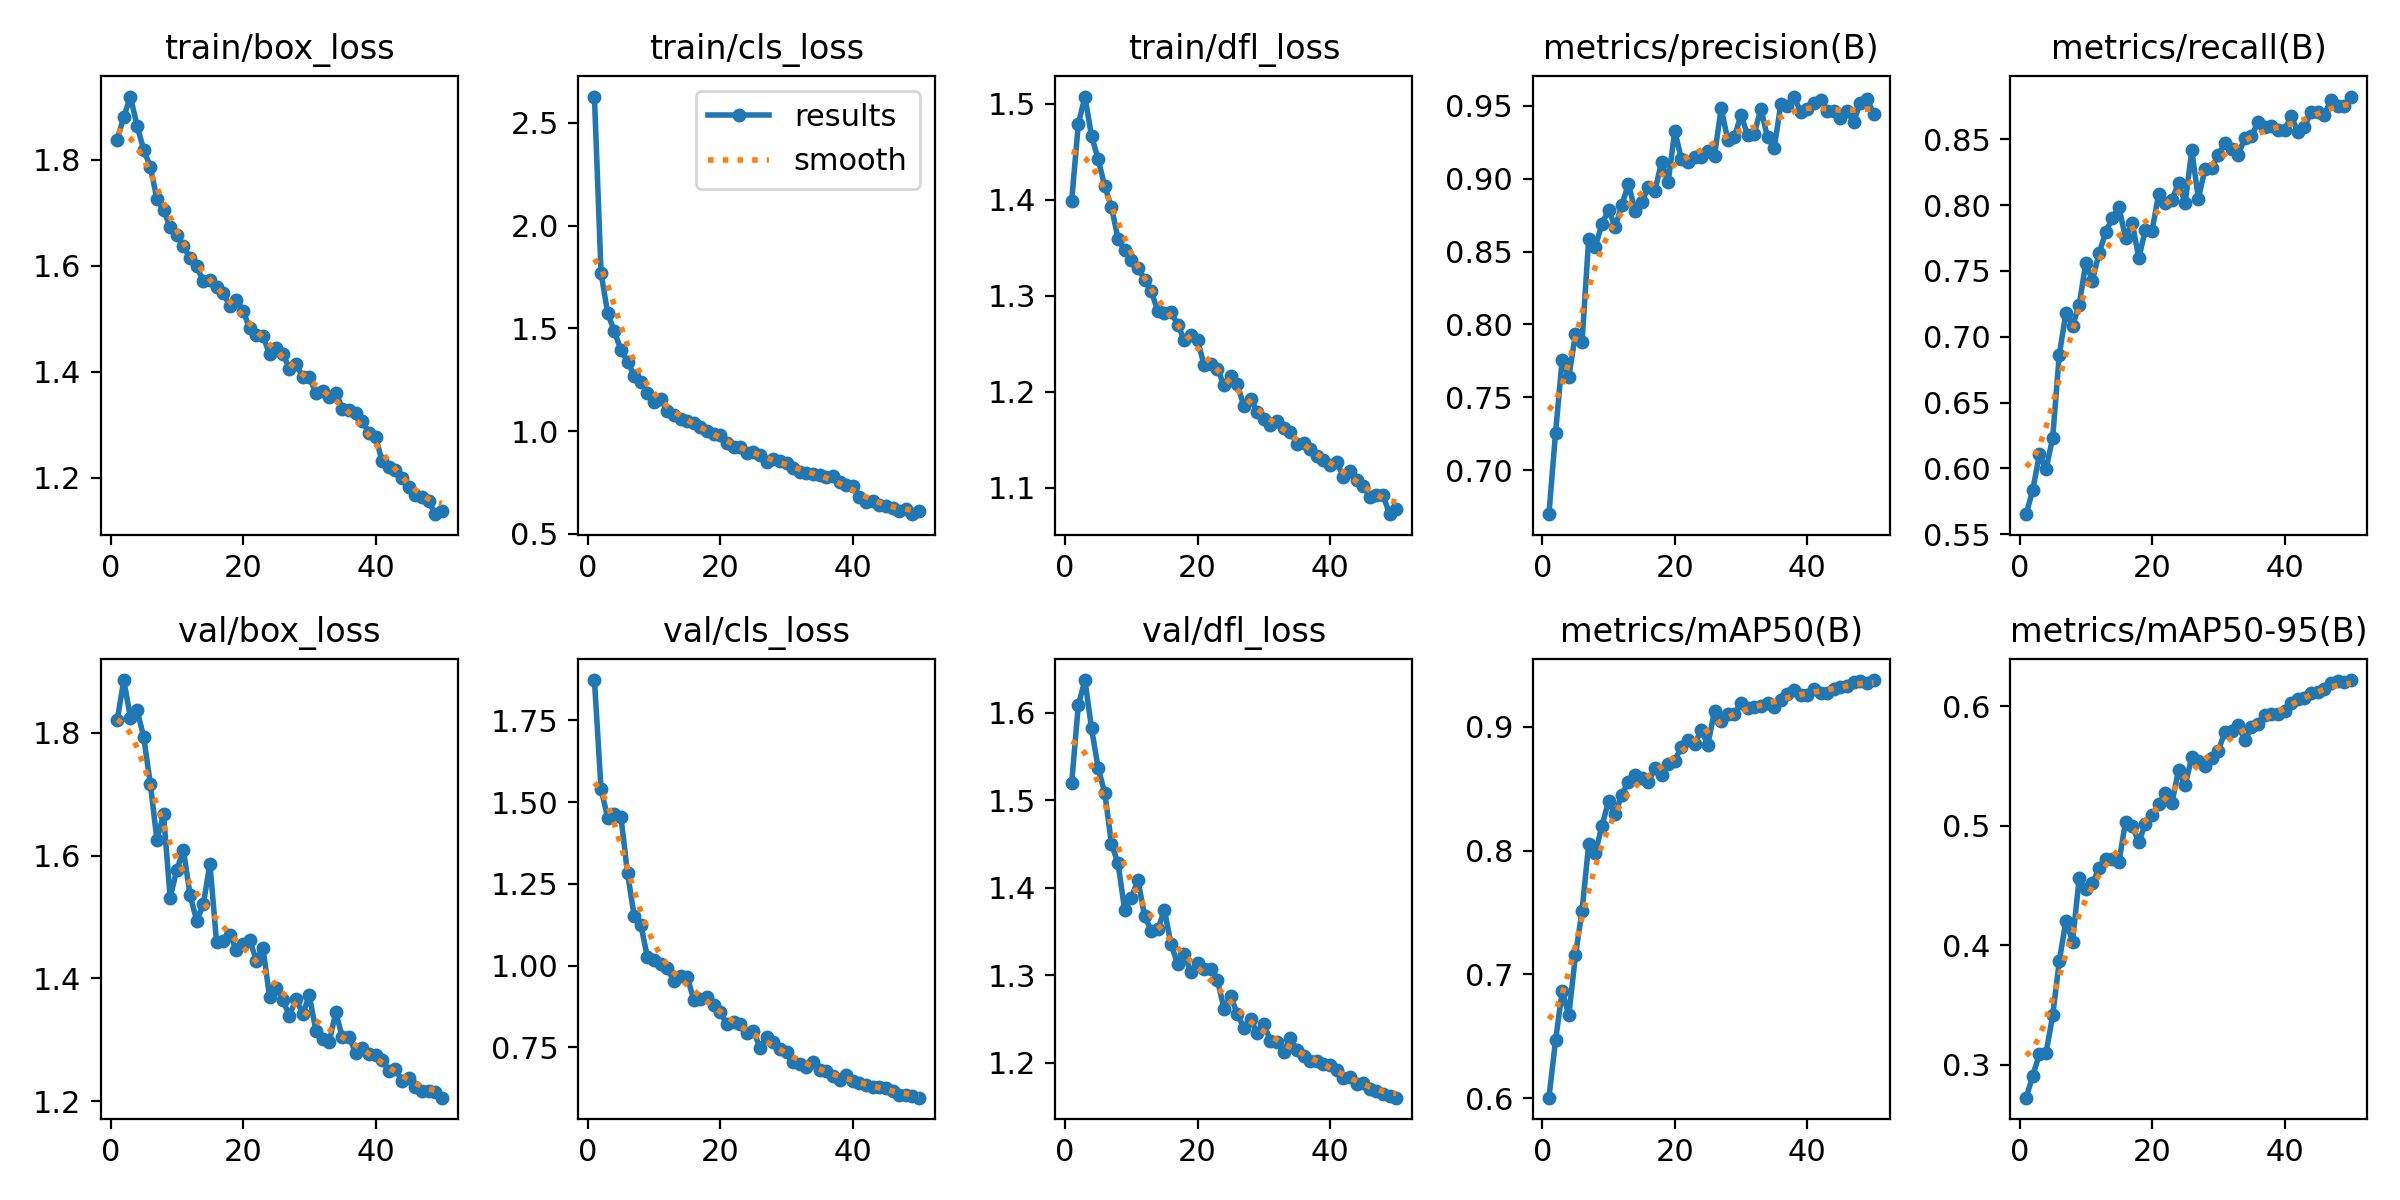 train/box_loss
1.8
1.6
1.4
1.2
0 20 40
train/cls_loss
results
smooth
2.5
2.0
1.5
1.0
0.5
0 20 40
train/dfl_loss
1.5
1.4
1.3
1.2
1.1
0 20 40
metrics/precision(B)
0.95
0.90
0.85
0.80
0.75
0.70
0 20 40
metrics/recall(B)
0.85
0.80
0.75
0.70
0.65
0.60
0.55
0 20 40
val/box_loss
1.8
1.6
1.4
1.2
0 20 40
val/cls_loss
1.75
1.50
1.25
1.00
0.75
0 20 40
val/dfl_loss
1.6
1.5
1.4
1.3
1.2
0 20 40
metrics/mAP50(B)
0.9
0.8
0.7
0.6
0 20 40
metrics/mAP50-95(B)
0.6
0.5
0.4
0.3
0 20 40